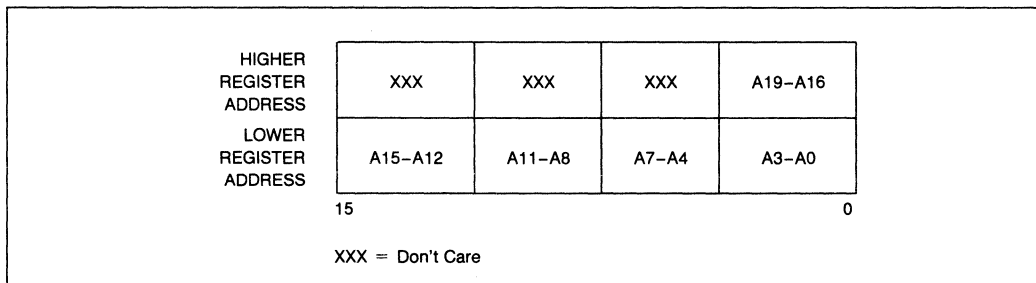 HIGHER
REGISTER
ADDRESS
XXX
XXX
XXX
A19–A16
LOWER
REGISTER
ADDRESS
A15–A12
A11–A8
A7–A4
A3–A0
15
0
XXX = Don't Care